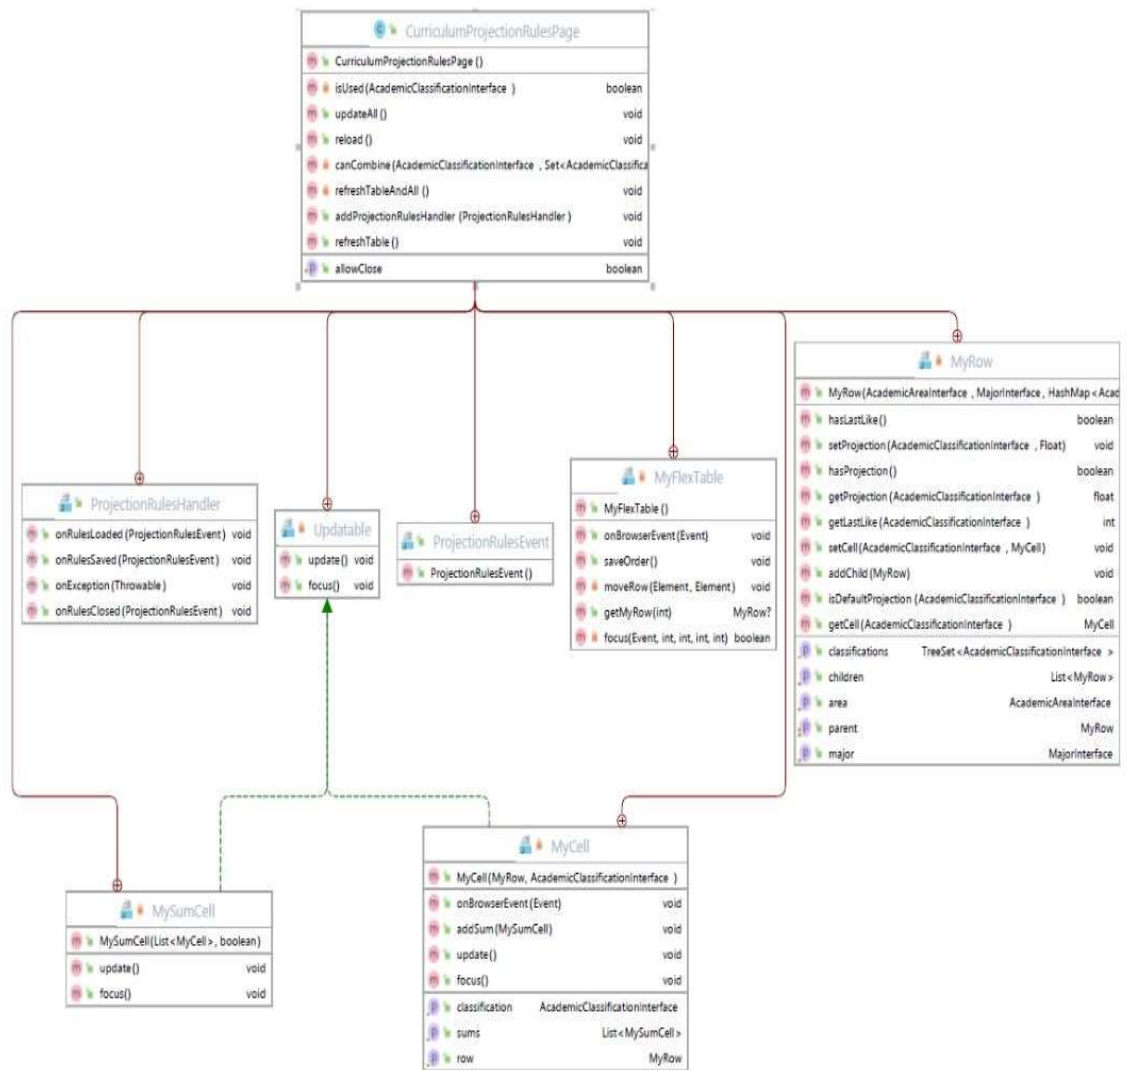 CurriculumProjectionRulesPage
CurriculumProjectionRulesPage ()
isUsed (AcademicClassificationInterface ) boolean
updateAll () void
reload () void
canCombine (AcademicClassificationInterface , Set<AcademicClassifica
refreshTableAndAll () void
addProjectionRulesHandler (ProjectionRulesHandler ) void
refreshTable () void
allowClose boolean
MyRow
MyRow(AcademicAreaInterface , MajorInterface , HashMap <Acad
hasLastLike () boolean
setProjection (AcademicClassificationInterface , Float) void
hasProjection () boolean
getProjection (AcademicClassificationInterface ) float
getLastLike (AcademicClassificationInterface ) int
setCell (AcademicClassificationInterface , MyCell) void
addChild (MyRow) void
isDefaultProjection (AcademicClassificationInterface ) boolean
getCell (AcademicClassificationInterface ) MyCell
classifications TreeSet <AcademicClassificationInterface >
children List<MyRow>
area AcademicAreaInterface
parent MyRow
major MajorInterface
ProjectionRulesHandler
onRulesLoaded (ProjectionRulesEvent ) void
onRulesSaved (ProjectionRulesEvent ) void
onException (Throwable ) void
onRulesClosed (ProjectionRulesEvent ) void
Updatable
update() void
focus() void
ProjectionRulesEvent
ProjectionRulesEvent ()
MyFlexTable
MyFlexTable ()
onBrowserEvent (Event) void
saveOrder() void
moveRow (Element, Element) void
getMyRow(int) MyRow?
focus(Event, int, int, int, int) boolean
MySumCell
MySumCell(List<MyCell>, boolean)
update() void
focus() void
MyCell
MyCell(MyRow, AcademicClassificationInterface )
onBrowserEvent (Event) void
addSum (MySumCell) void
update() void
focus() void
classification AcademicClassificationInterface
sums List<MySumCell>
row MyRow